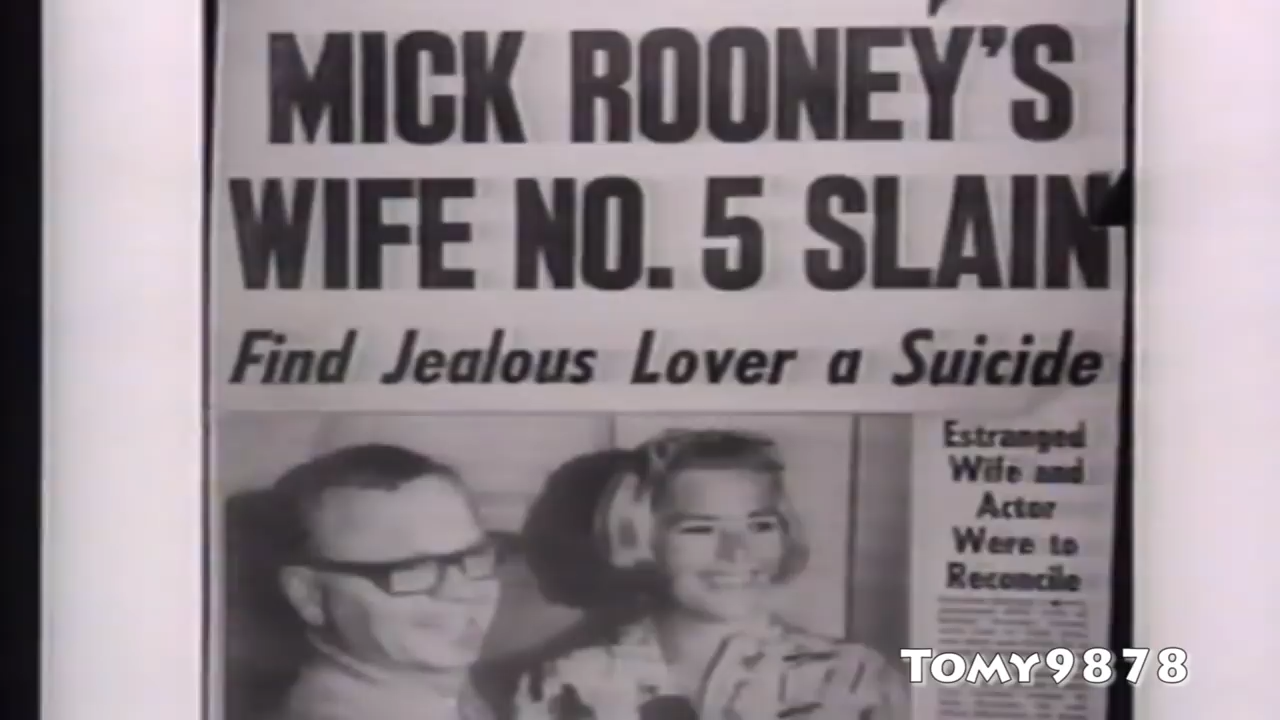 MICK ROONEY'S
WIFE NO. 5 SLAIN
Find Jealous Lover a Suicide
Estranged
Wife and
Actor
Were to
Reconcile
TOMY9878